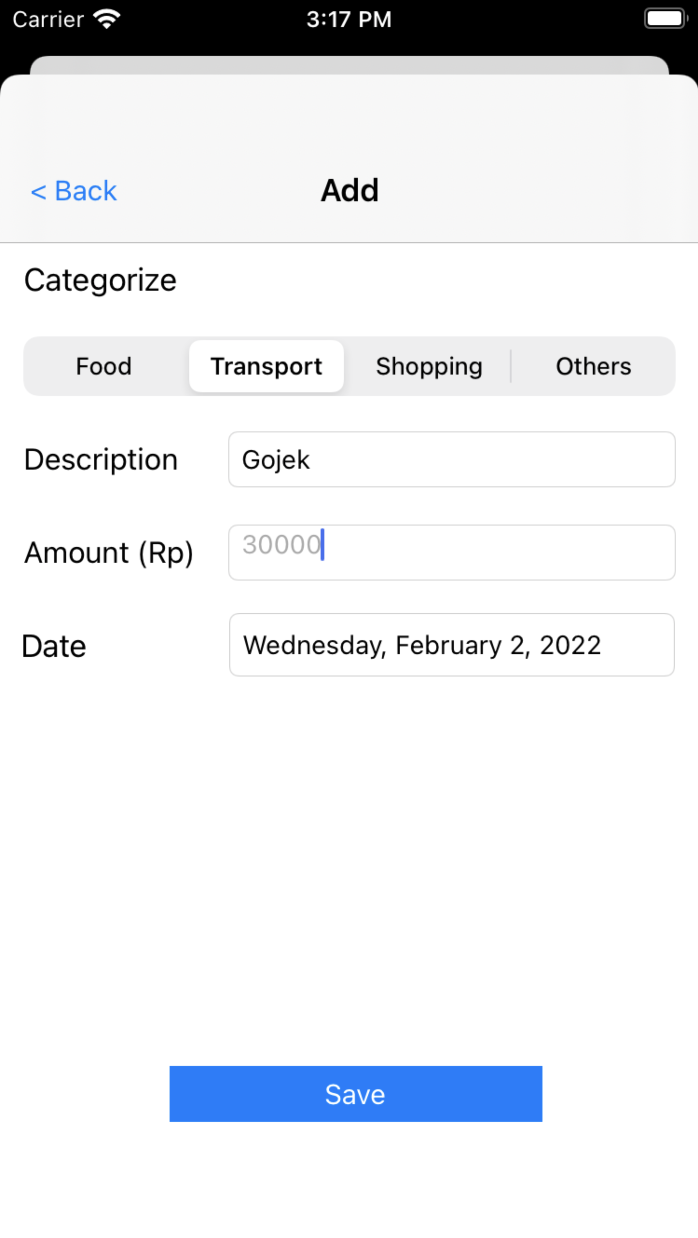 Carrier 3:17 PM
< Back Add
Categorize
Food Transport Shopping Others
Description Gojek
Amount (Rp) 30000
Date Wednesday, February 2, 2022
Save